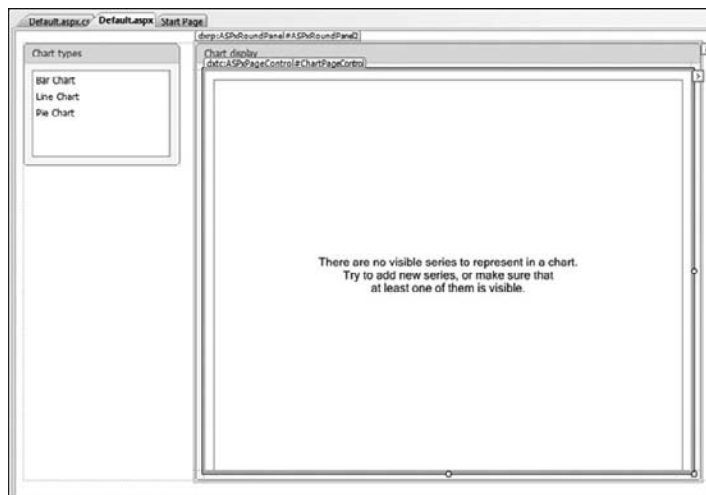 Default.aspx.cs Default.aspx Start Page
dxrp:ASPxRoundPanel#ASPxRoundPanel2
Chart types
Chart display
dxtc:ASPxPageControl#ChartPageControl
Bar Chart
Line Chart
Pie Chart
There are no visible series to represent in a chart.
Try to add new series, or make sure that
at least one of them is visible.